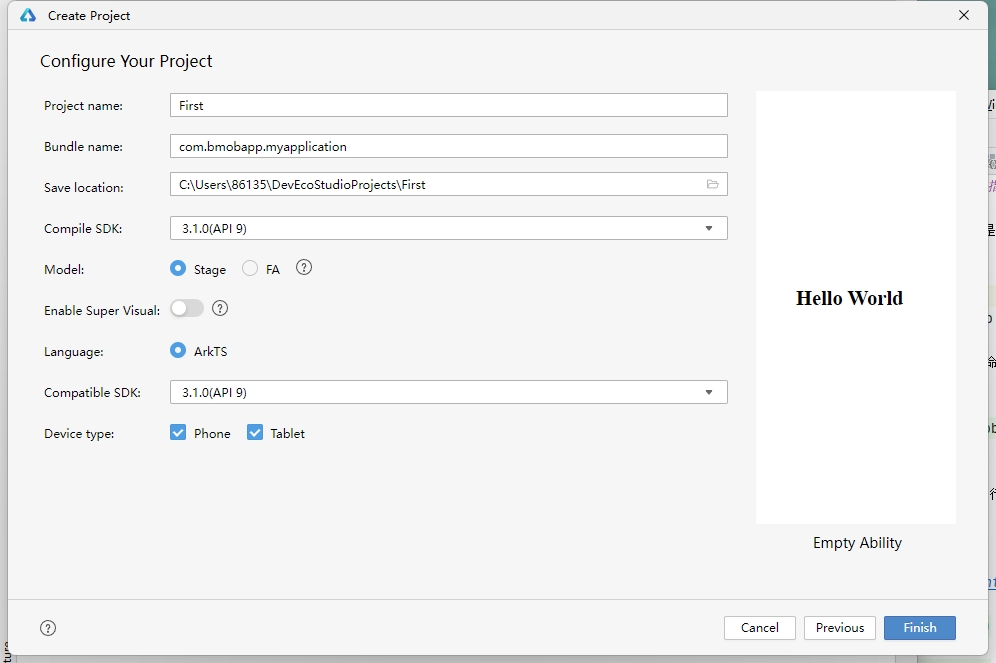 Create Project
Configure Your Project
Project name: First
Bundle name: com.bmobapp.myapplication
Save location: C:\Users\86135\DevEcoStudioProjects\First
Compile SDK: 3.1.0(API 9)
Model: Stage FA ?
Enable Super Visual: ?
Language: ArkTS
Compatible SDK: 3.1.0(API 9)
Device type: Phone Tablet
Hello World
Empty Ability
? Cancel Previous Finish